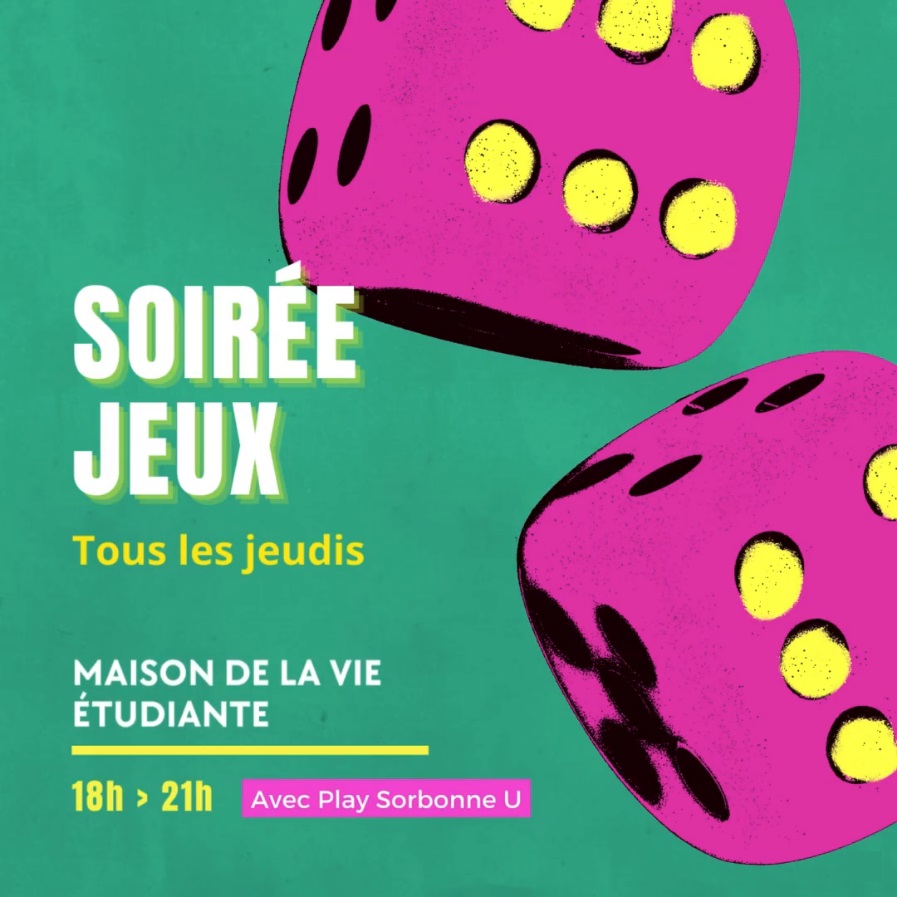 SOIRÉE
JEUX
Tous les jeudis
MAISON DE LA VIE
ÉTUDIANTE
18h > 21h
Avec Play Sorbonne U